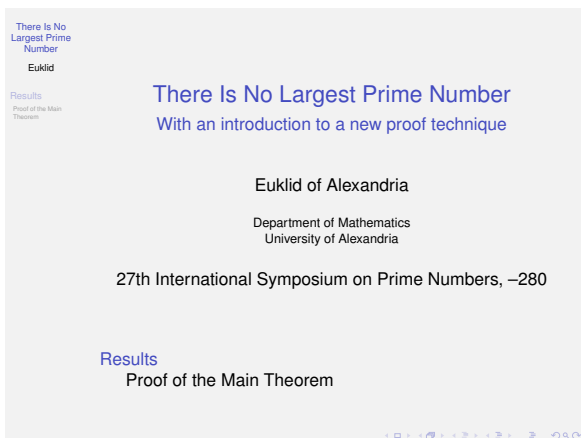 There Is No
Largest Prime
Number
Euklid
Results
Proof of the Main
Theorem
There Is No Largest Prime Number
With an introduction to a new proof technique
Euklid of Alexandria
Department of Mathematics
University of Alexandria
27th International Symposium on Prime Numbers, –280
Results
Proof of the Main Theorem